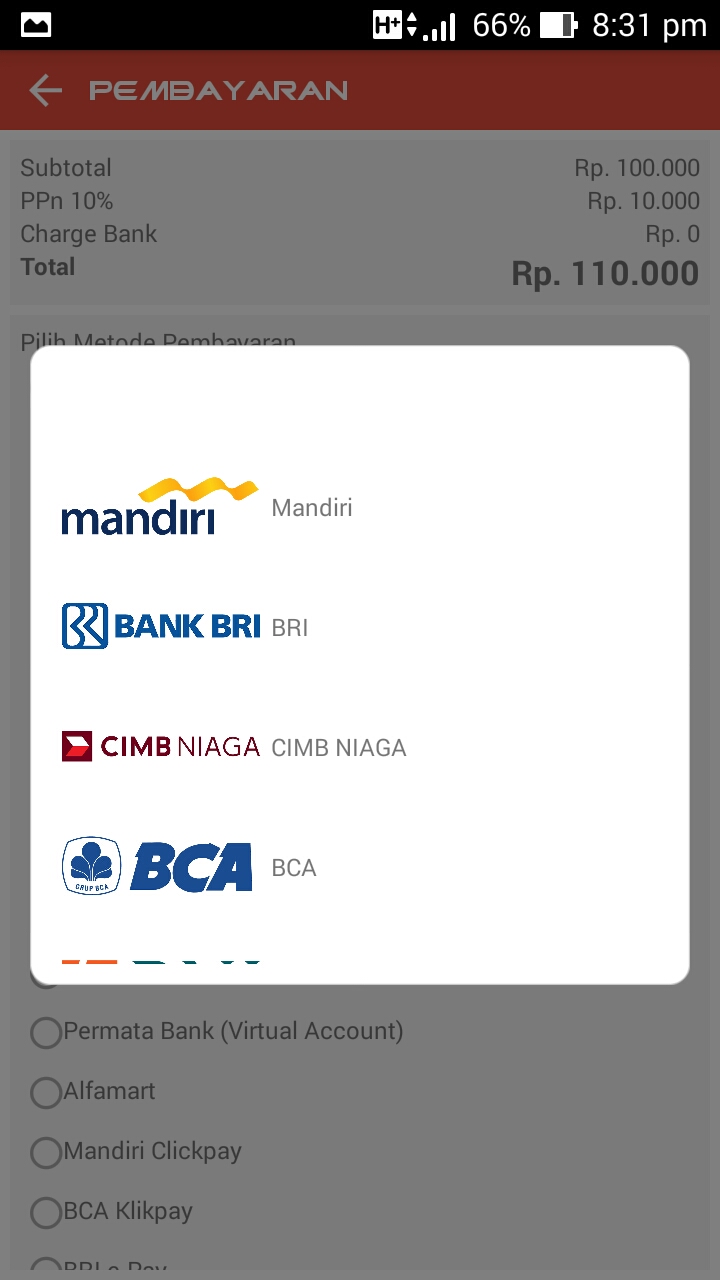 H+ 66% 8:31 pm
PEMBAYARAN
Subtotal Rp. 100.000
PPn 10% Rp. 10.000
Charge Bank Rp. 0
Total Rp. 110.000
Pilih Metode Pembayaran
mandiri Mandiri
BANK BRI BRI
CIMB NIAGA CIMB NIAGA
GRUP BCA BCA BCA
Permata Bank (Virtual Account)
Alfamart
Mandiri Clickpay
BCA Klikpay
BRI e-Pay